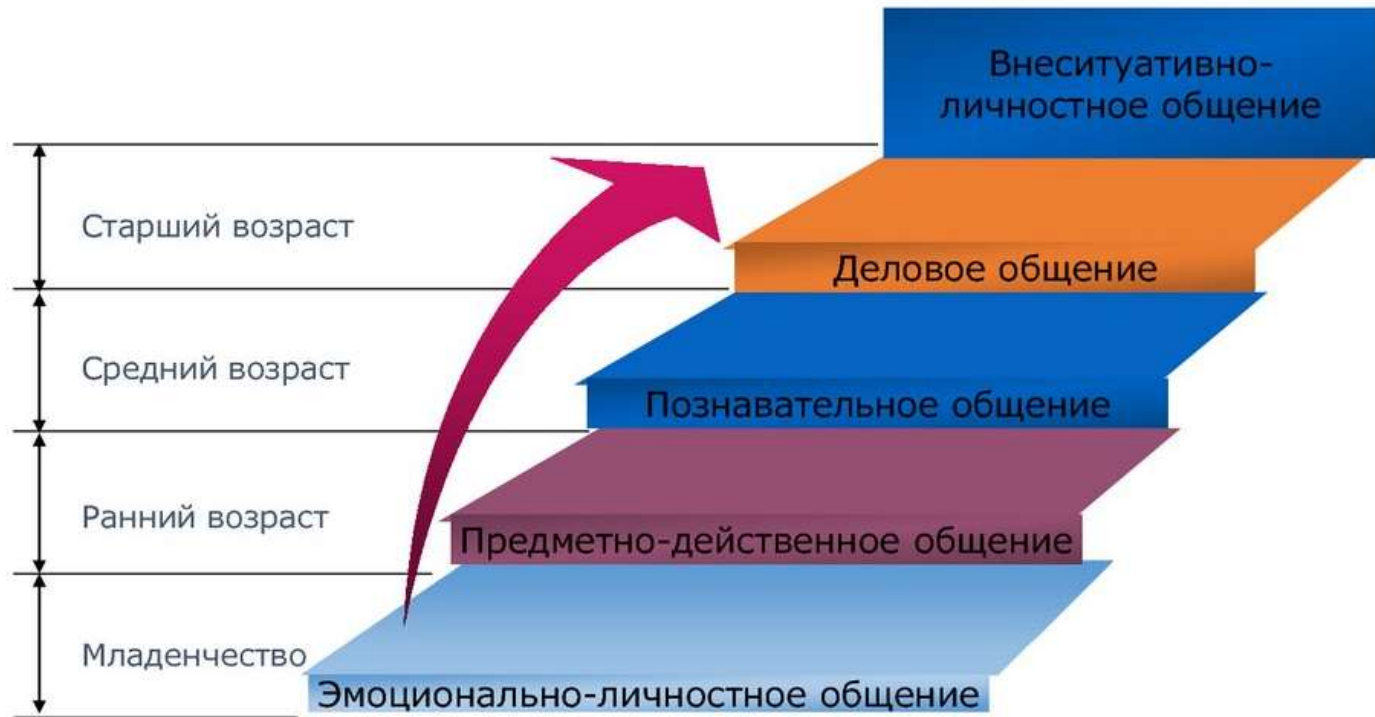 Внеситуативно-
личностное общение
Старший возраст
Деловое общение
Средний возраст
Познавательное общение
Ранний возраст
Предметно-действенное общение
Младенчество
Эмоционально-личностное общение